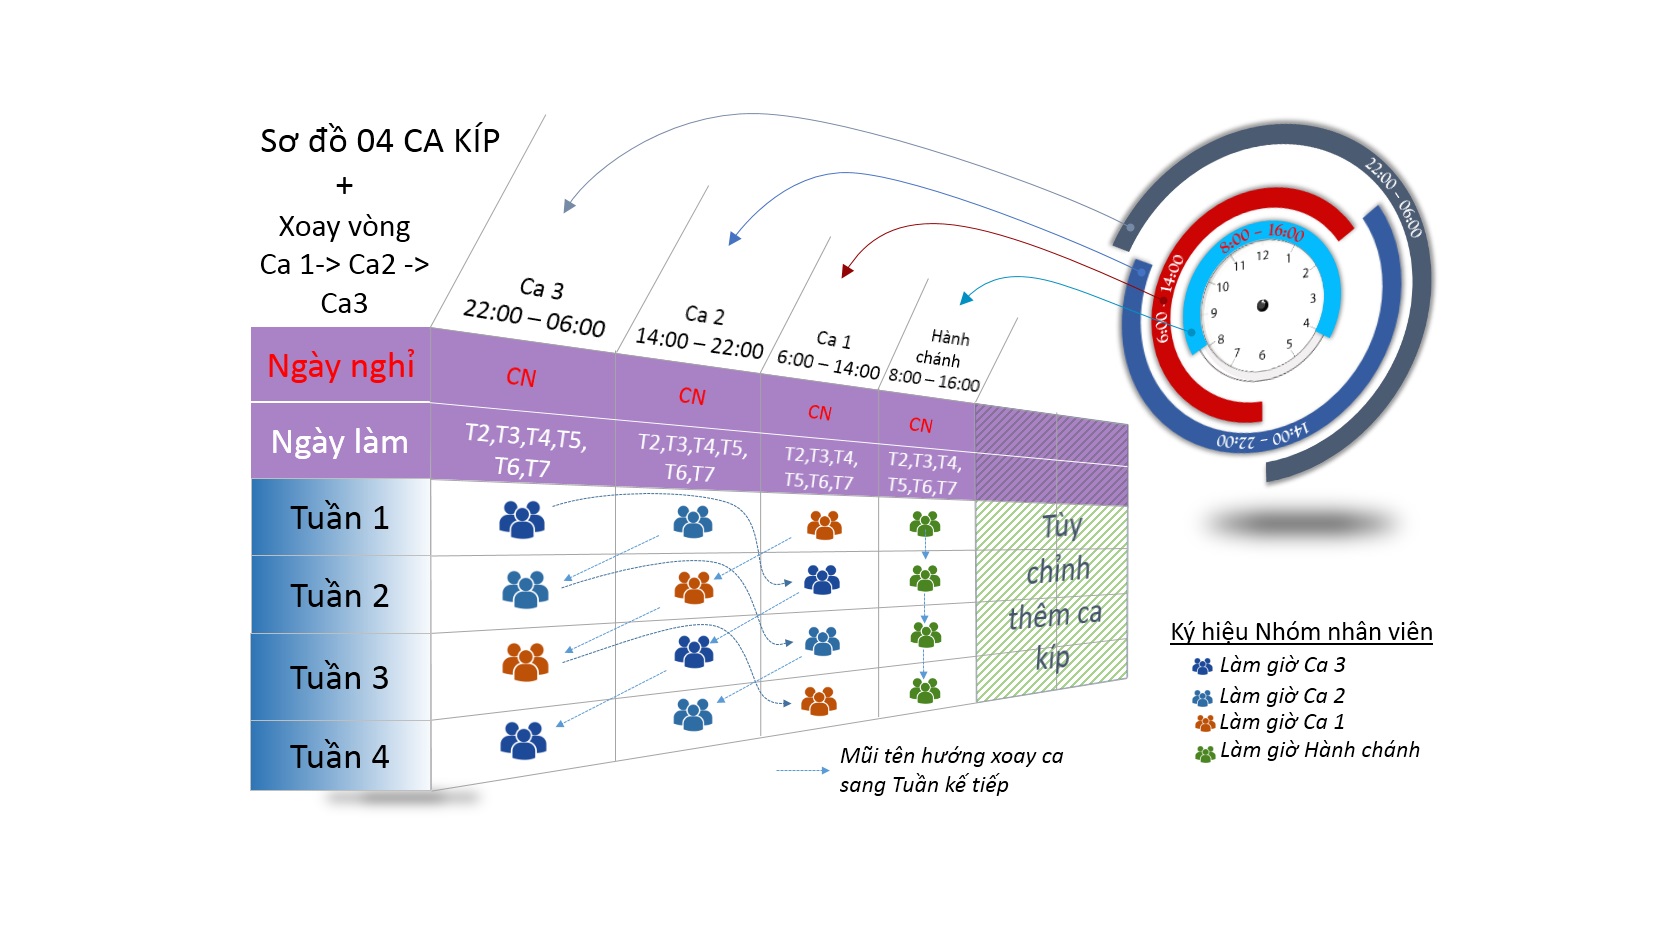 Sơ đồ 04 CA KÍP
+
Xoay vòng
Ca 1-> Ca2 ->
Ca3
Ca 3
22:00 – 06:00
Ca 2
14:00 – 22:00
Ca 1
6:00 – 14:00
Hành
chánh
8:00 – 16:00
Ngày nghỉ
CN
CN
CN
CN
Ngày làm
T2,T3,T4,T5,
T6,T7
T2,T3,T4,T5,
T6,T7
T2,T3,T4,
T5,T6,T7
T2,T3,T4,
T5,T6,T7
Tuần 1
Tuần 2
Tuần 3
Tuần 4
Tùy
chỉnh
thêm ca
kíp
22:00 - 06:00
14:00 - 22:00
6:00 - 14:00
8:00 - 16:00
12
1
2
3
4
5
6
7
8
9
10
11
Ký hiệu Nhóm nhân viên
Làm giờ Ca 3
Làm giờ Ca 2
Làm giờ Ca 1
Làm giờ Hành chánh
Mũi tên hướng xoay ca
sang Tuần kế tiếp